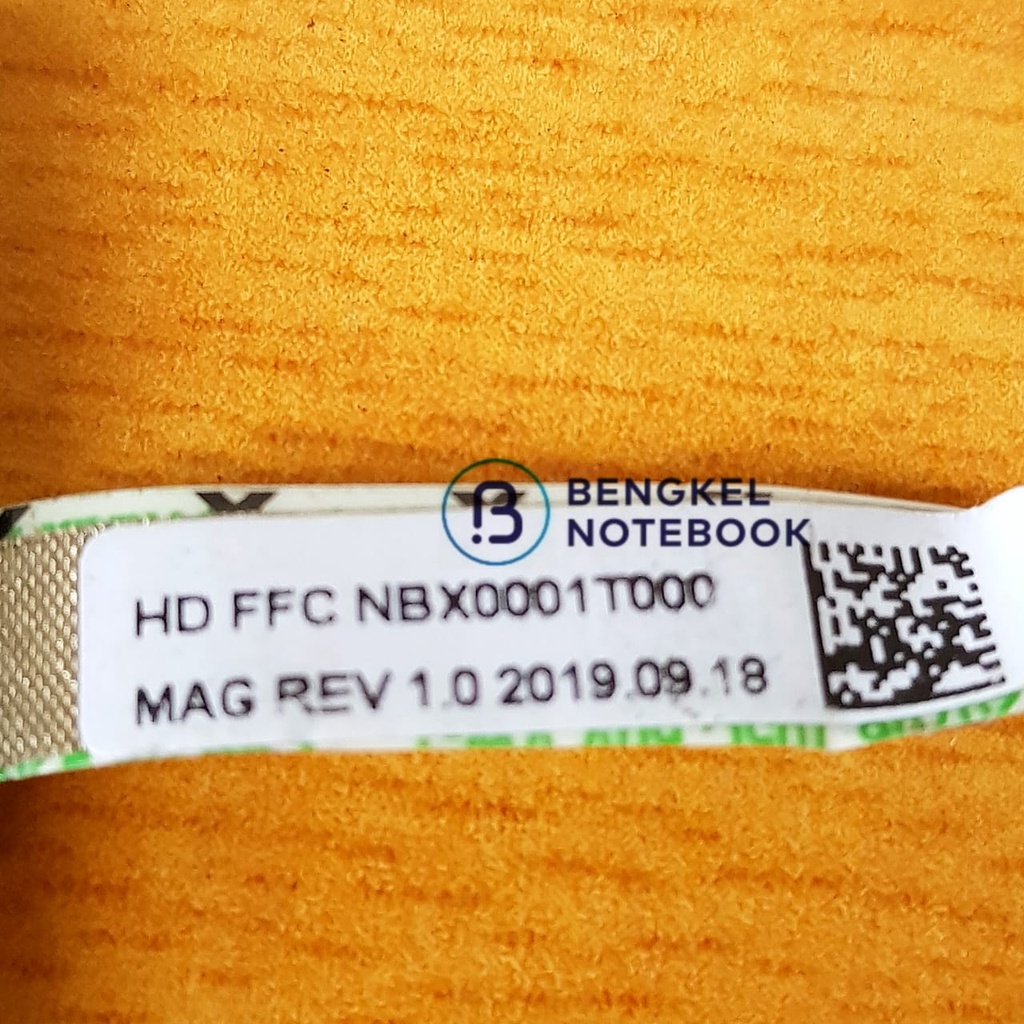 BENGKEL
NOTEBOOK
HD FFC NBX0001T000
MAG REV 1.0 2019.09.18